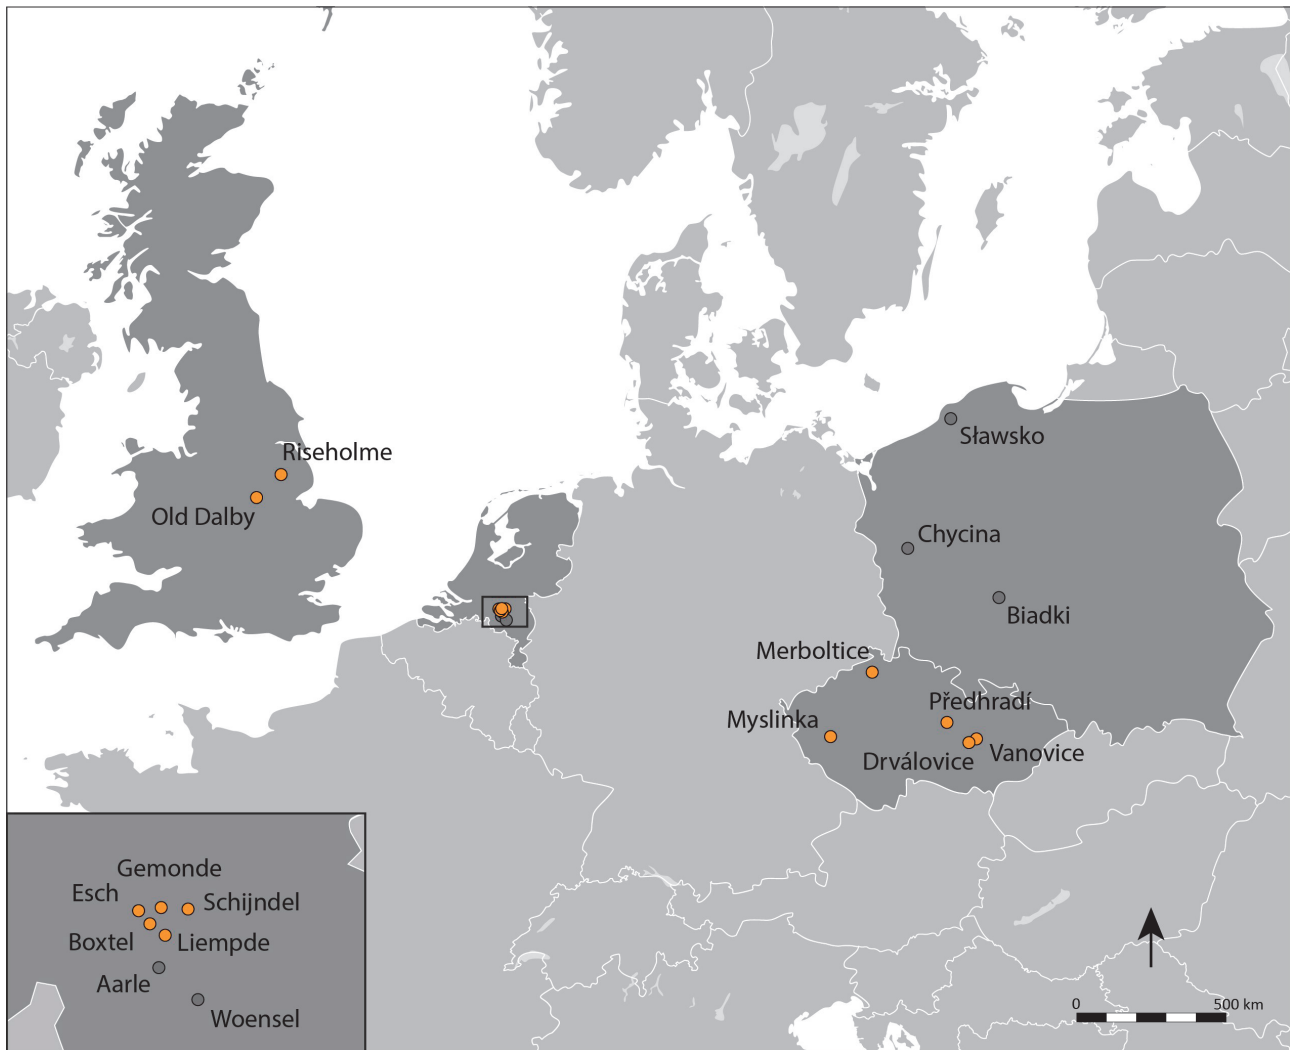 Riseholme
Old Dalby
Sławsko
Chycina
Biadki
Merboltice
Předhradí
Myslinka
Drválovice
Vanovice
Gemonde
Esch
Schijndel
Boxtel
Liempde
Aarle
Woensel
0 500 km